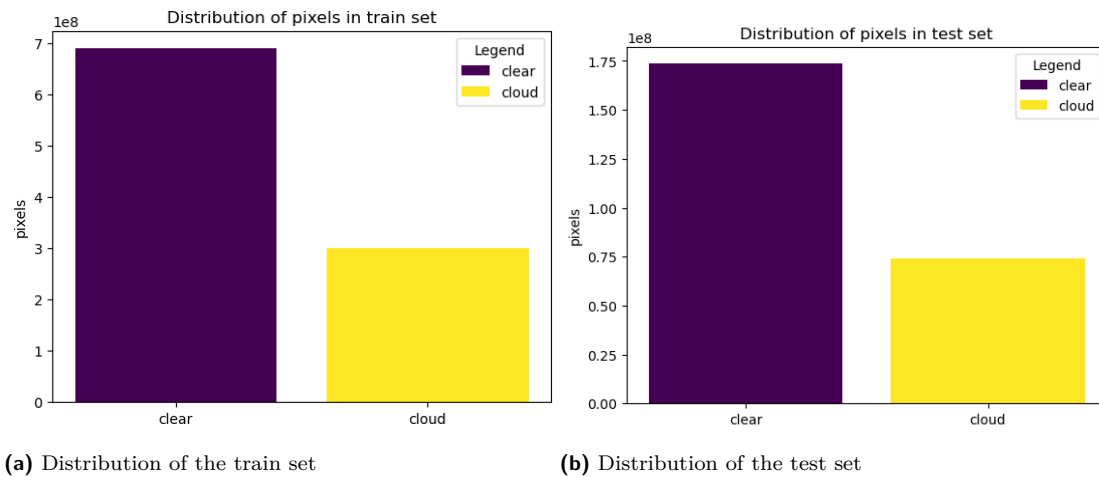 Distribution of pixels in train set
1e8
7
6
5
4
3
2
1
0
pixels
Legend
clear
cloud
clear
cloud
(a) Distribution of the train set
Distribution of pixels in test set
1e8
1.75
1.50
1.25
1.00
0.75
0.50
0.25
0.00
pixels
Legend
clear
cloud
clear
cloud
(b) Distribution of the test set